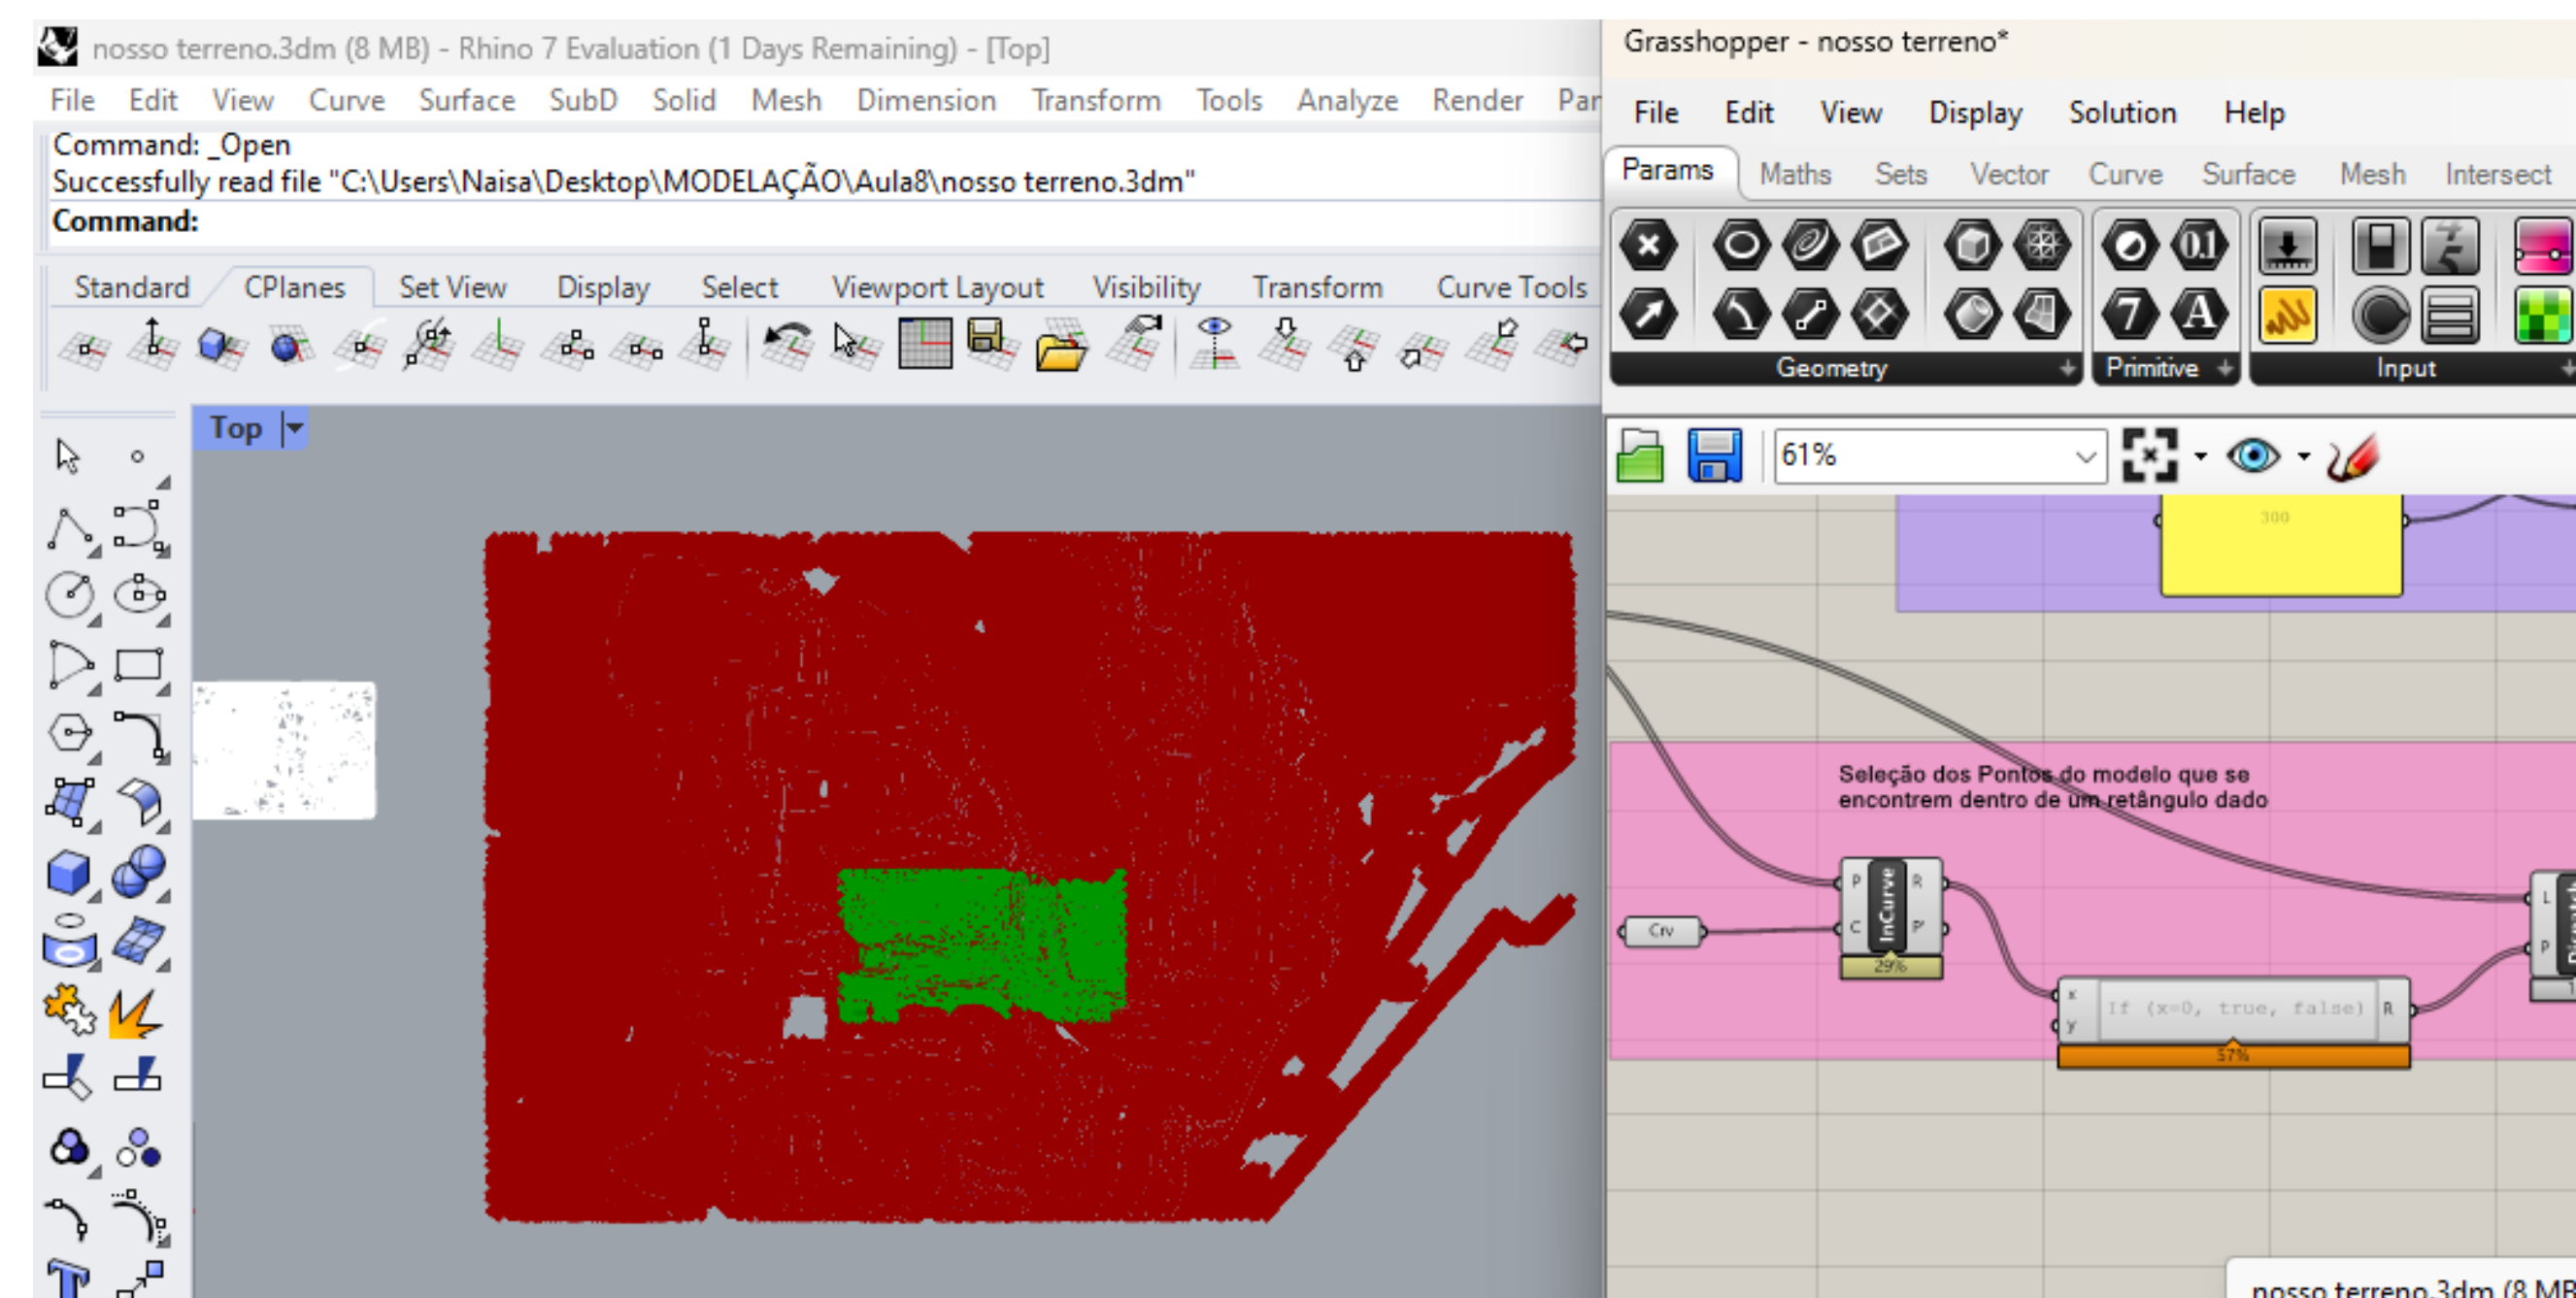 nosso terreno.3dm (8 MB) - Rhino 7 Evaluation (1 Days Remaining) - [Top]
File Edit View Curve Surface SubD Solid Mesh Dimension Transform Tools Analyze Render
Command: _Open
Successfully read file "C:\Users\Naisa\Desktop\MODELAÇÃO\Aula8\nosso terreno.3dm"
Command:
Standard CPlanes Set View Display Select Viewport Layout Visibility Transform Curve Tools
Top
Grasshopper - nosso terreno*
File Edit View Display Solution Help
Params Maths Sets Vector Curve Surface Mesh Intersect
0.1
7 A
Geometry Primitive Input
61%
300
Seleção dos Pontos do modelo que se
encontrem dentro de um retângulo dado
P InCurve R
Crv C P'
29%
L
P
x If (x=0, true, false) R
y
57%
nosso terreno.3dm (8 MB